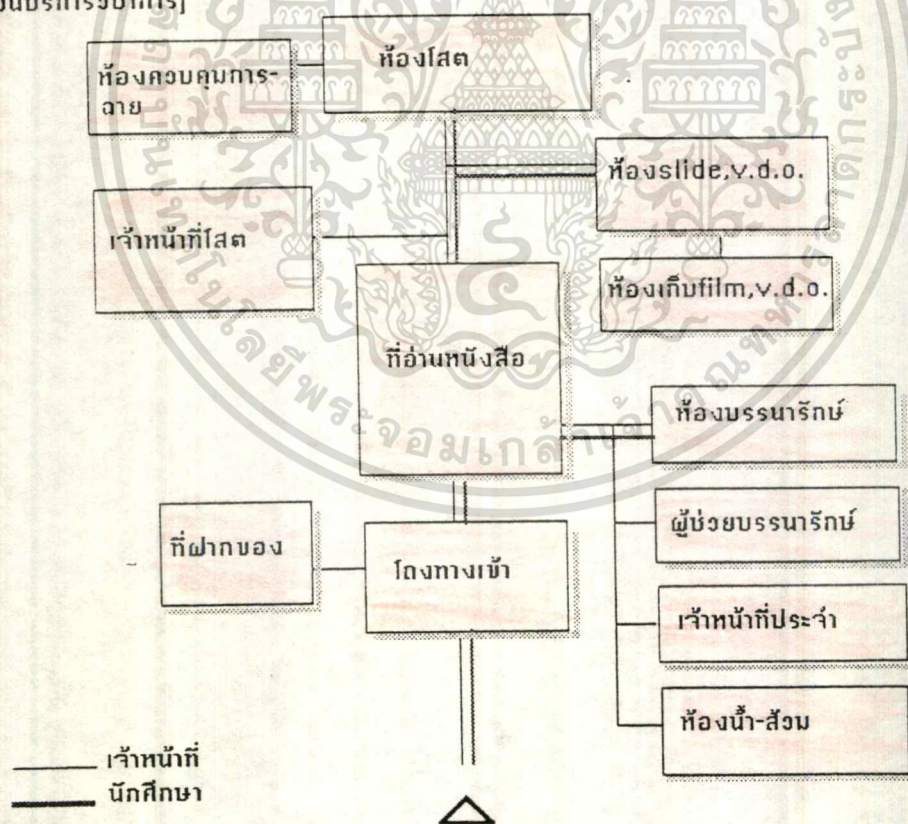 ห้องโสต
ห้องควบคุมการ-
ฉาย
ห้องslide,v.d.o.
เจ้าหน้าที่โสต
ห้องเก็บfilm,v.d.o.
ที่อ่านหนังสือ
ห้องบรรนารักษ์
ผู้ช่วยบรรนารักษ์
ที่ฝากของ
โถงทางเข้า
เจ้าหน้าที่ประจำ
ห้องน้ำ-ส้วม
เจ้าหน้าที่
นักศึกษา